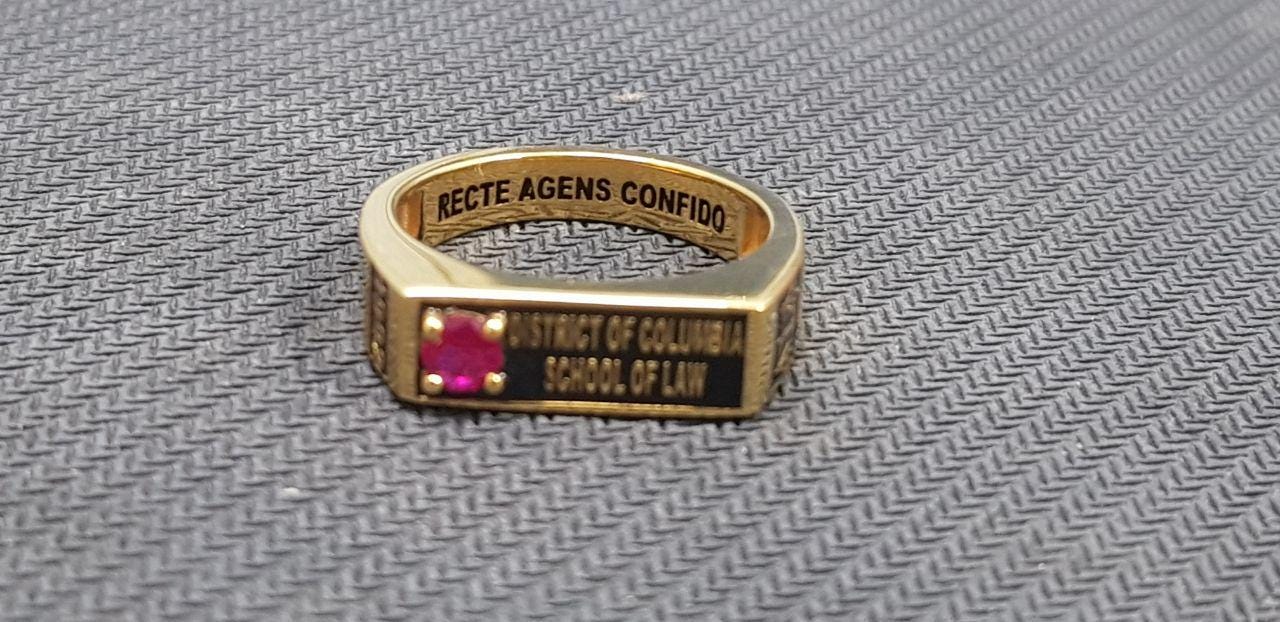 RECTE AGENS CONFIDO
DISTRICT OF COLUMBIA
SCHOOL OF LAW